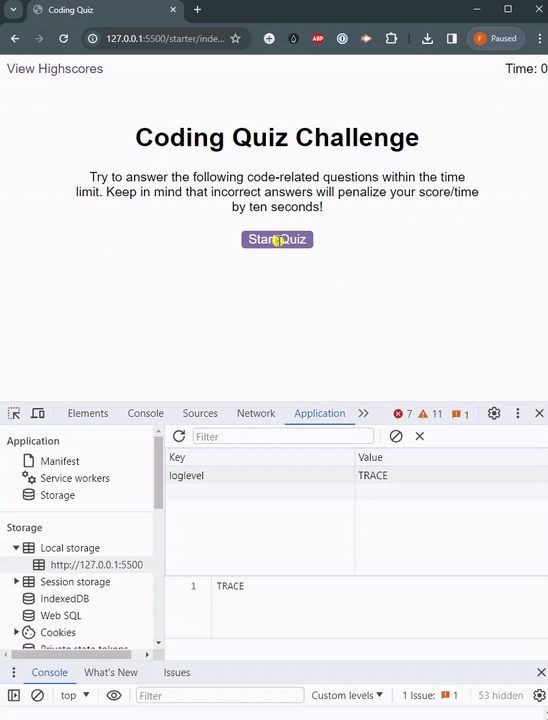 Coding Quiz
127.0.0.1:5500/starter/inde...
ABP
F
Paused
View Highscores
Time: 0
Coding Quiz Challenge
Try to answer the following code-related questions within the time
limit. Keep in mind that incorrect answers will penalize your score/time
by ten seconds!
Start Quiz
Elements
Console
Sources
Network
Application
7
11
1
Application
Manifest
Service workers
Storage
Storage
Local storage
http://127.0.0.1:5500
Session storage
IndexedDB
Web SQL
Cookies
Private state tokens
Filter
Key
Value
loglevel
TRACE
1
TRACE
Console
What's New
Issues
top
Filter
Custom levels
1 Issue:
1
53 hidden